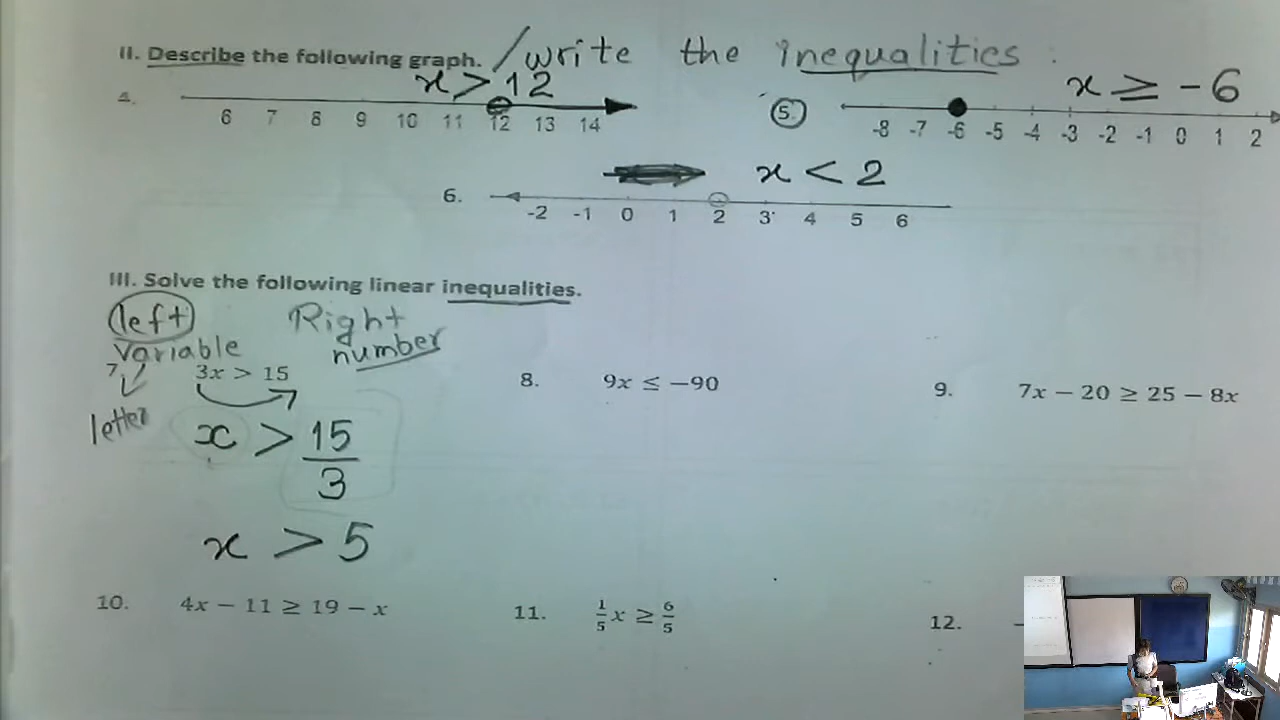 II. Describe the following graph. / write the inequalities :
x > 12
4.
6 7 8 9 10 11 12 13 14
x ≥ -6
5.
-8 -7 -6 -5 -4 -3 -2 -1 0 1 2
x < 2
6.
-2 -1 0 1 2 3 4 5 6
III. Solve the following linear inequalities.
left Right
variable number
7. 3x > 15
letter
x > 15/3
x > 5
8. 9x ≤ −90
9. 7x − 20 ≥ 25 − 8x
10. 4x − 11 ≥ 19 − x
11. 1/5 x ≥ 6/5
12. −